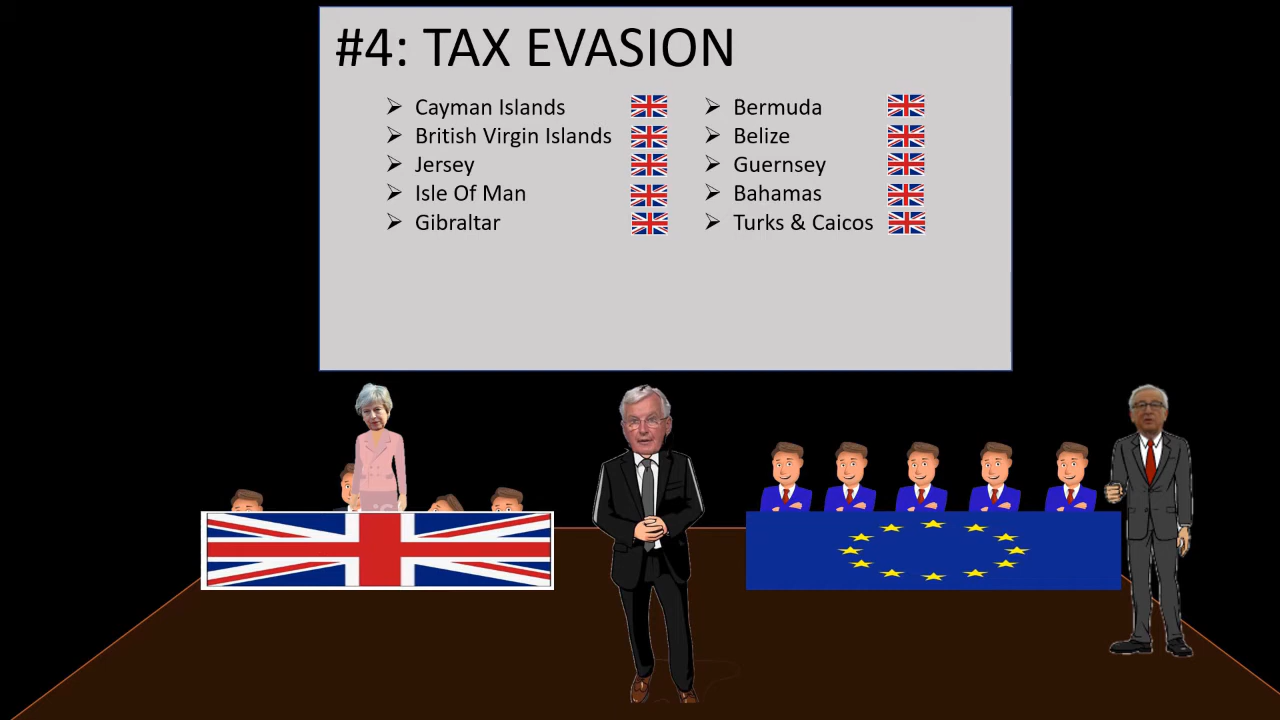 #4: TAX EVASION
➢ Cayman Islands
➢ British Virgin Islands
➢ Jersey
➢ Isle Of Man
➢ Gibraltar
➢ Bermuda
➢ Belize
➢ Guernsey
➢ Bahamas
➢ Turks & Caicos